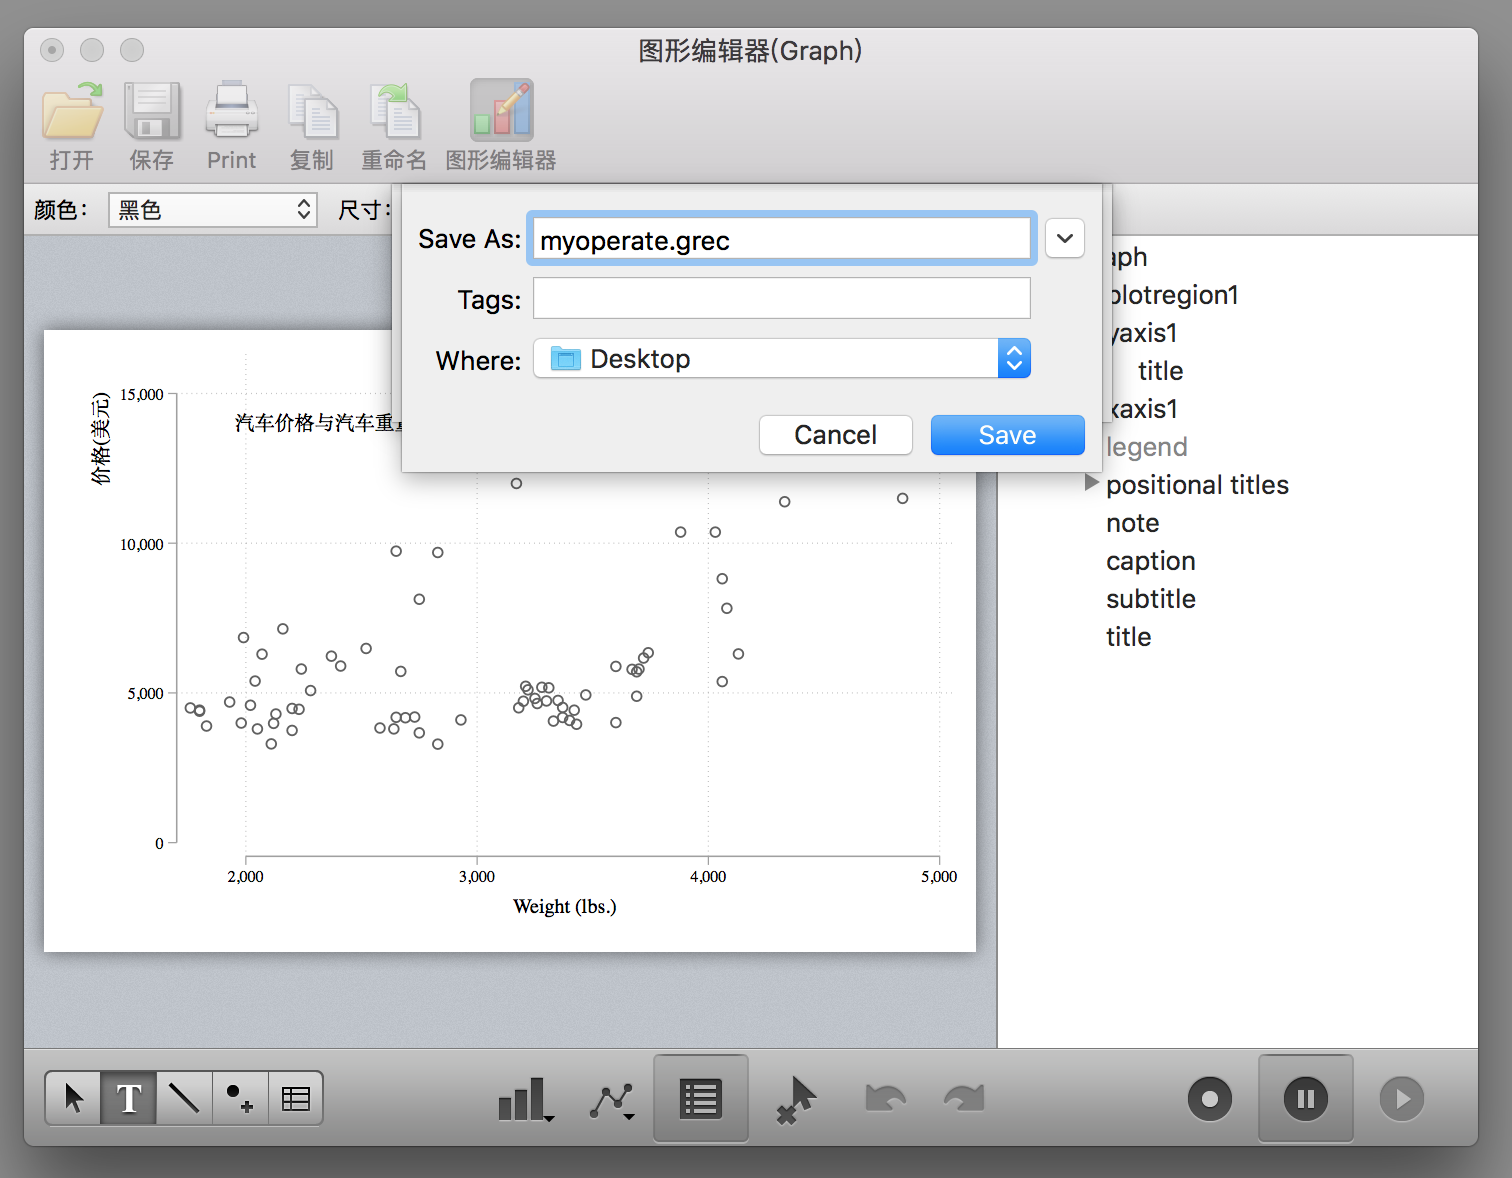 图形编辑器(Graph)
打开 保存 Print 复制 重命名 图形编辑器
颜色： 黑色 尺寸：
Save As: myoperate.grec
Tags:
Where: Desktop
Cancel Save
plotregion1
yaxis1
title
xaxis1
legend
positional titles
note
caption
subtitle
title
价格(美元)
汽车价格与汽车重
15,000
10,000
5,000
0
2,000 3,000 4,000 5,000
Weight (lbs.)
T